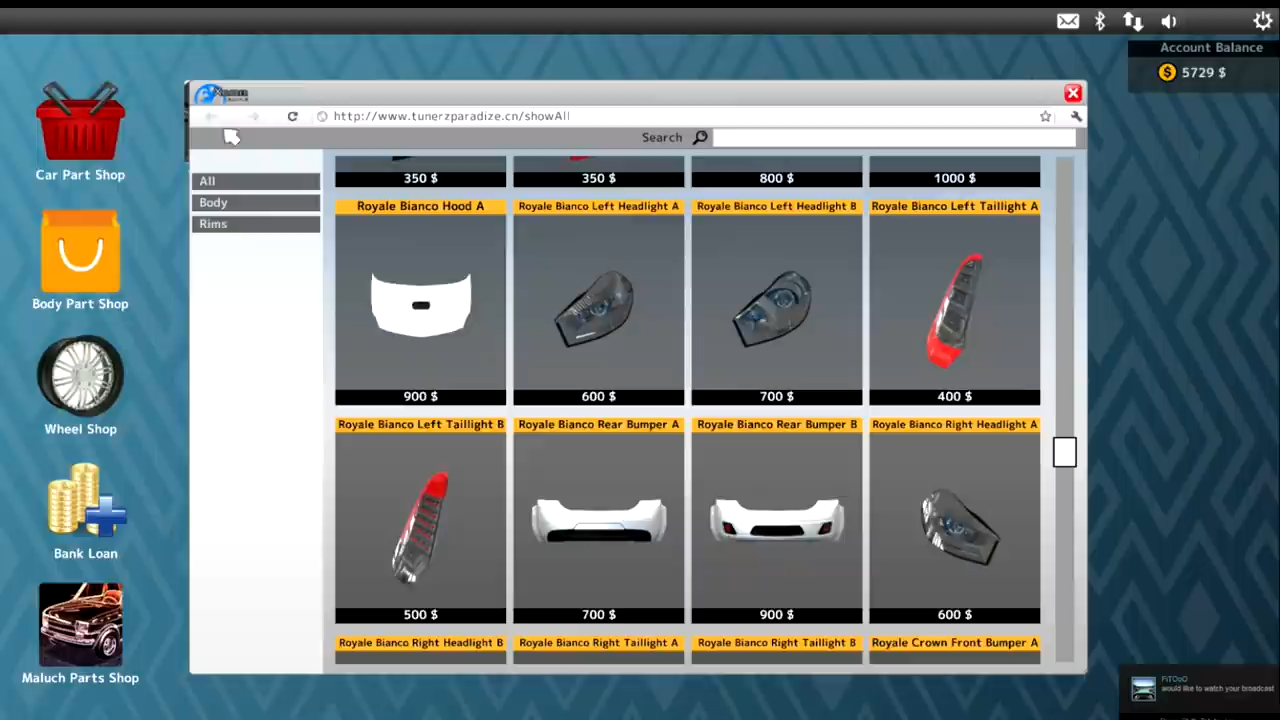 Account Balance
5729 $
Car Part Shop
Body Part Shop
Wheel Shop
Bank Loan
Maluch Parts Shop
http://www.tunerzparadize.cn/showAll
Search
All
Body
Rims
350 $
350 $
800 $
1000 $
Royale Bianco Hood A
Royale Bianco Left Headlight A
Royale Bianco Left Headlight B
Royale Bianco Left Taillight A
900 $
600 $
700 $
400 $
Royale Bianco Left Taillight B
Royale Bianco Rear Bumper A
Royale Bianco Rear Bumper B
Royale Bianco Right Headlight A
500 $
700 $
900 $
600 $
Royale Bianco Right Headlight B
Royale Bianco Right Taillight A
Royale Bianco Right Taillight B
Royale Crown Front Bumper A
would like to watch your broadcast